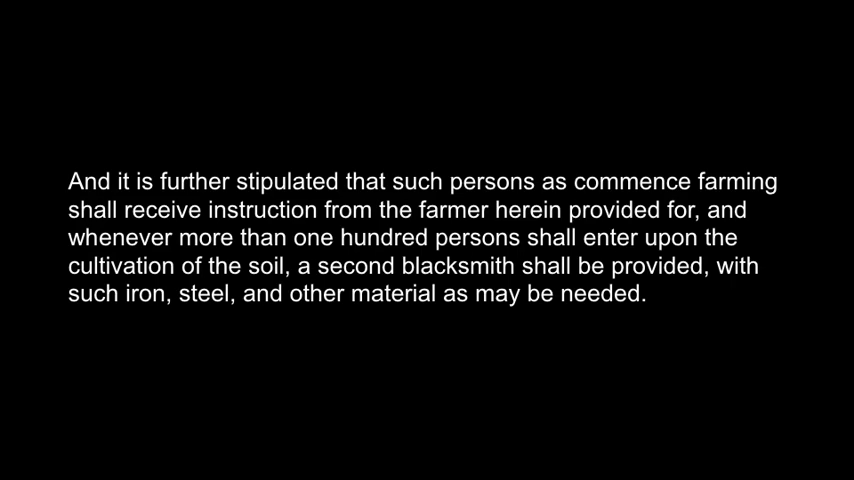 And it is further stipulated that such persons as commence farming
shall receive instruction from the farmer herein provided for, and
whenever more than one hundred persons shall enter upon the
cultivation of the soil, a second blacksmith shall be provided, with
such iron, steel, and other material as may be needed.